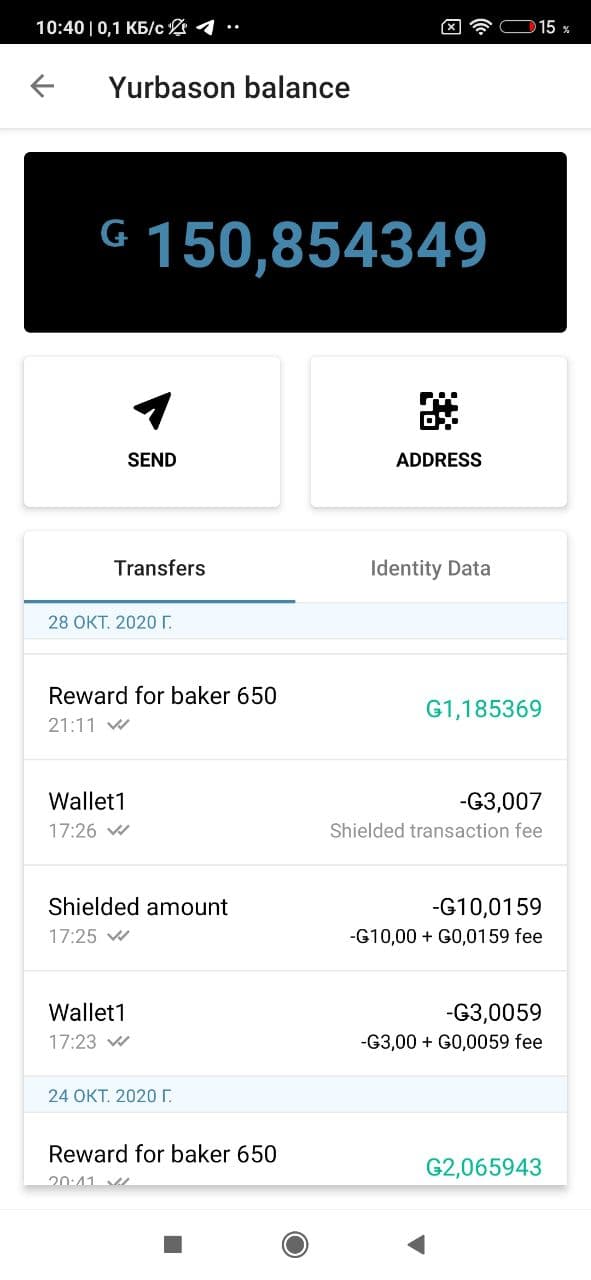 10:40 | 0,1 КБ/с
15 %
Yurbason balance
Ǥ 150,854349
SEND
ADDRESS
Transfers
Identity Data
28 ОКТ. 2020 Г.
Reward for baker 650
Ǥ1,185369
21:11
Wallet1
-Ǥ3,007
17:26
Shielded transaction fee
Shielded amount
-Ǥ10,0159
17:25
-Ǥ10,00 + Ǥ0,0159 fee
Wallet1
-Ǥ3,0059
17:23
-Ǥ3,00 + Ǥ0,0059 fee
24 ОКТ. 2020 Г.
Reward for baker 650
Ǥ2,065943
20:41